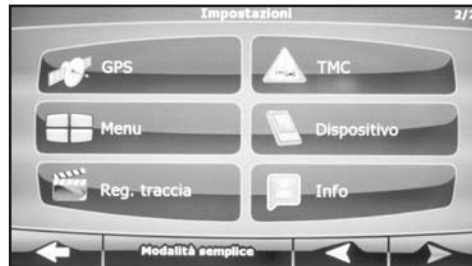 Impostazioni 2/2
GPS
TMC
Menu
Dispositivo
Reg. traccia
Info
Modalità semplice